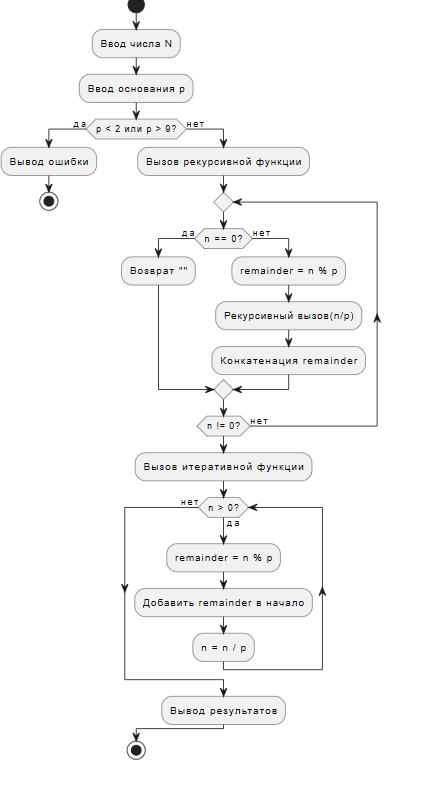 Ввод числа N
Ввод основания p
да
p < 2 или p > 9?
нет
Вывод ошибки
Вызов рекурсивной функции
да
n == 0?
нет
Возврат ""
remainder = n % p
Рекурсивный вызов(n/p)
Конкатенация remainder
n != 0?
нет
Вызов итеративной функции
нет
n > 0?
да
remainder = n % p
Добавить remainder в начало
n = n / p
Вывод результатов